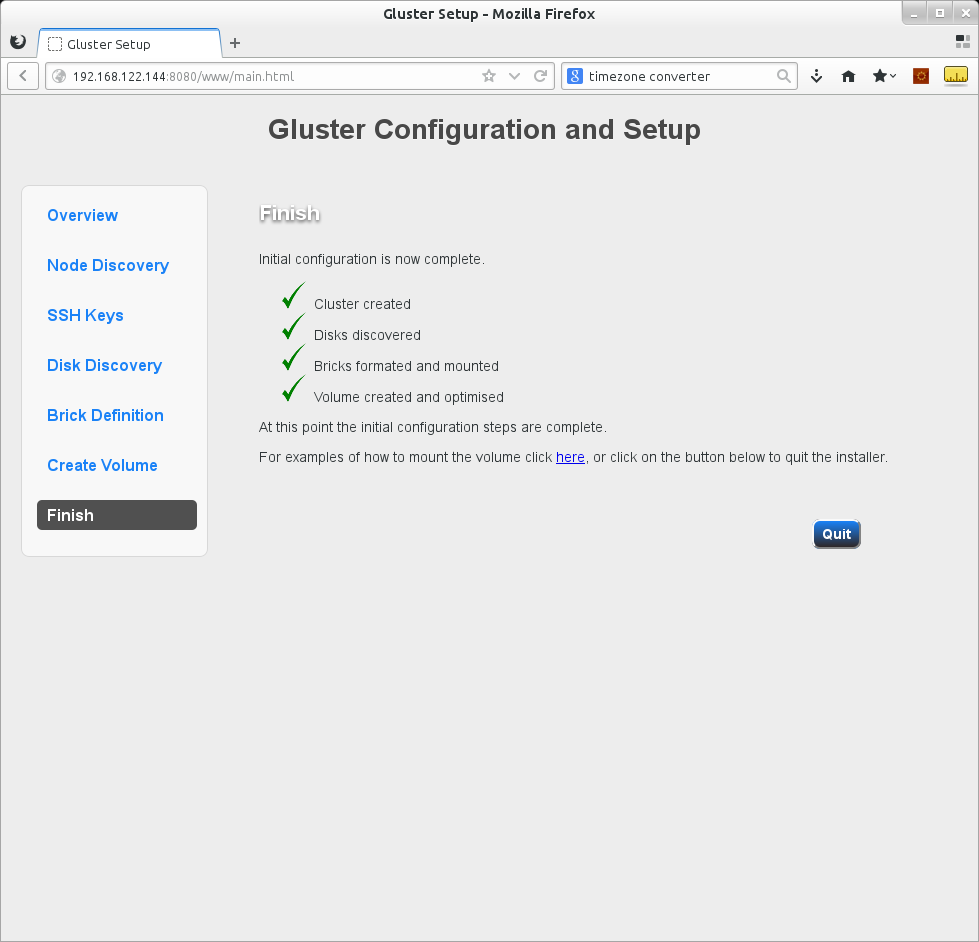 Gluster Setup - Mozilla Firefox
Gluster Setup
192.168.122.144:8080/www/main.html
8 timezone converter
Gluster Configuration and Setup
Overview
Node Discovery
SSH Keys
Disk Discovery
Brick Definition
Create Volume
Finish
Finish
Initial configuration is now complete.
Cluster created
Disks discovered
Bricks formated and mounted
Volume created and optimised
At this point the initial configuration steps are complete.
For examples of how to mount the volume click here, or click on the button below to quit the installer.
Quit